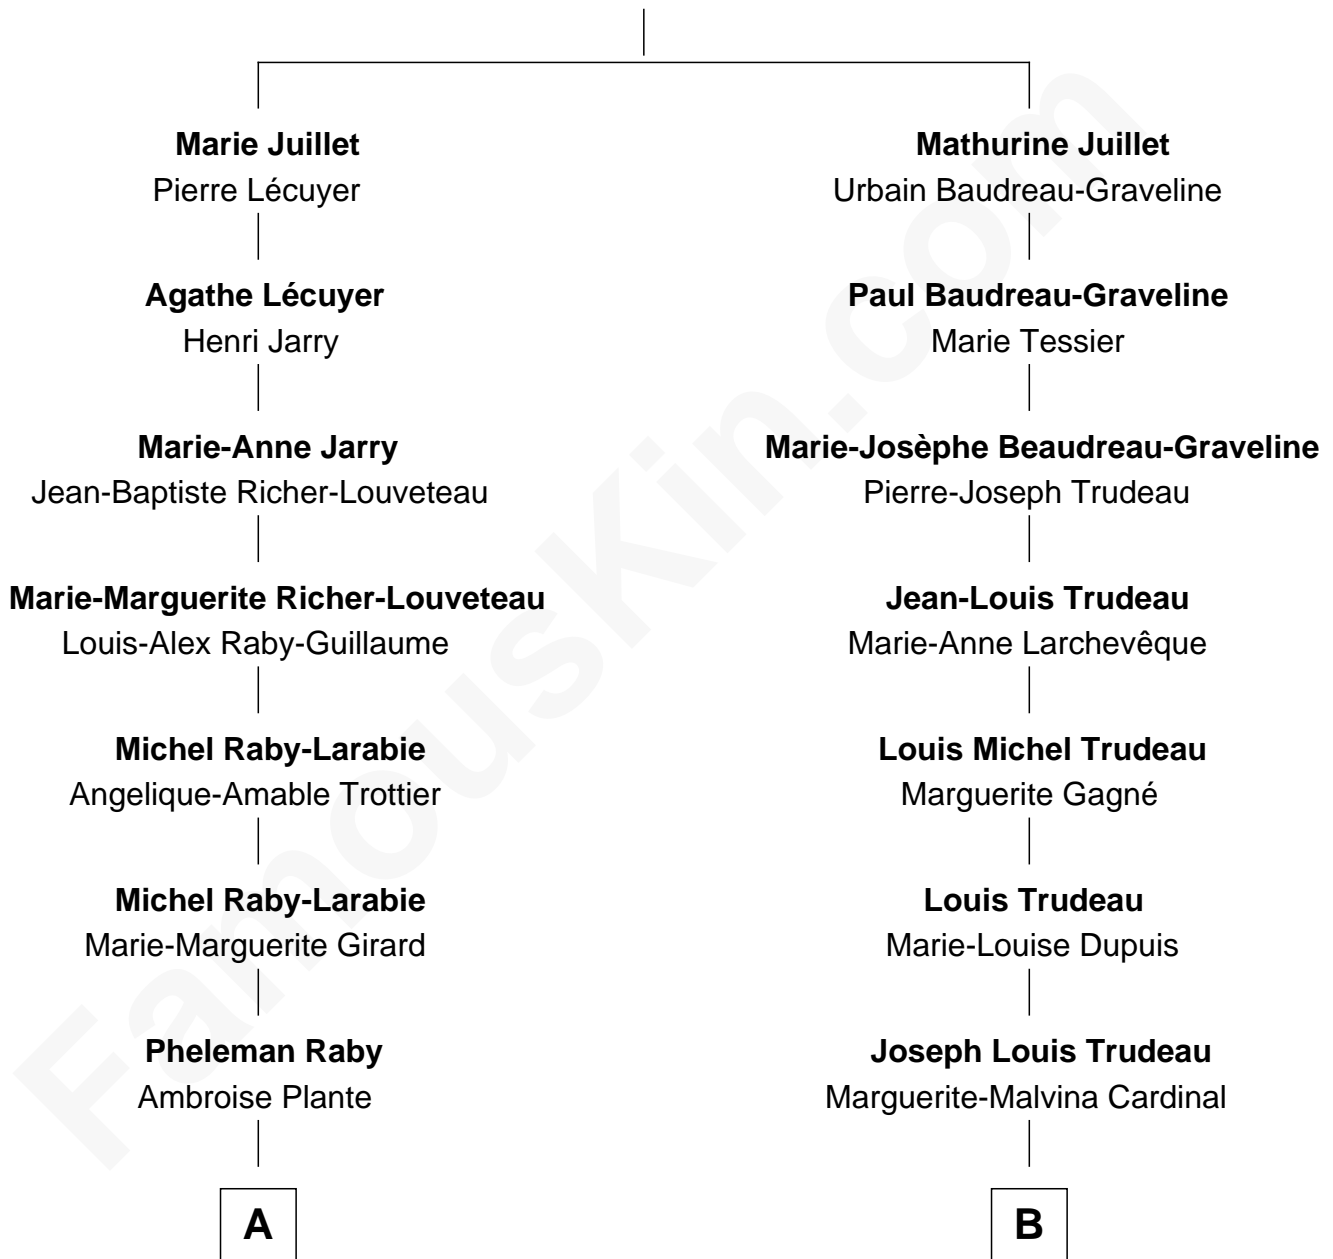 Marie Juillet
Pierre Lécuyer
Agathe Lécuyer
Henri Jarry
Marie-Anne Jarry
Jean-Baptiste Richer-Louveteau
Marie-Marguerite Richer-Louveteau
Louis-Alex Raby-Guillaume
Michel Raby-Larabie
Angelique-Amable Trottier
Michel Raby-Larabie
Marie-Marguerite Girard
Pheleman Raby
Ambroise Plante
A
Mathurine Juillet
Urbain Baudreau-Graveline
Paul Baudreau-Graveline
Marie Tessier
Marie-Josèphe Beaudreau-Graveline
Pierre-Joseph Trudeau
Jean-Louis Trudeau
Marie-Anne Larchevêque
Louis Michel Trudeau
Marguerite Gagné
Louis Trudeau
Marie-Louise Dupuis
Joseph Louis Trudeau
Marguerite-Malvina Cardinal
B
FamousKin.com